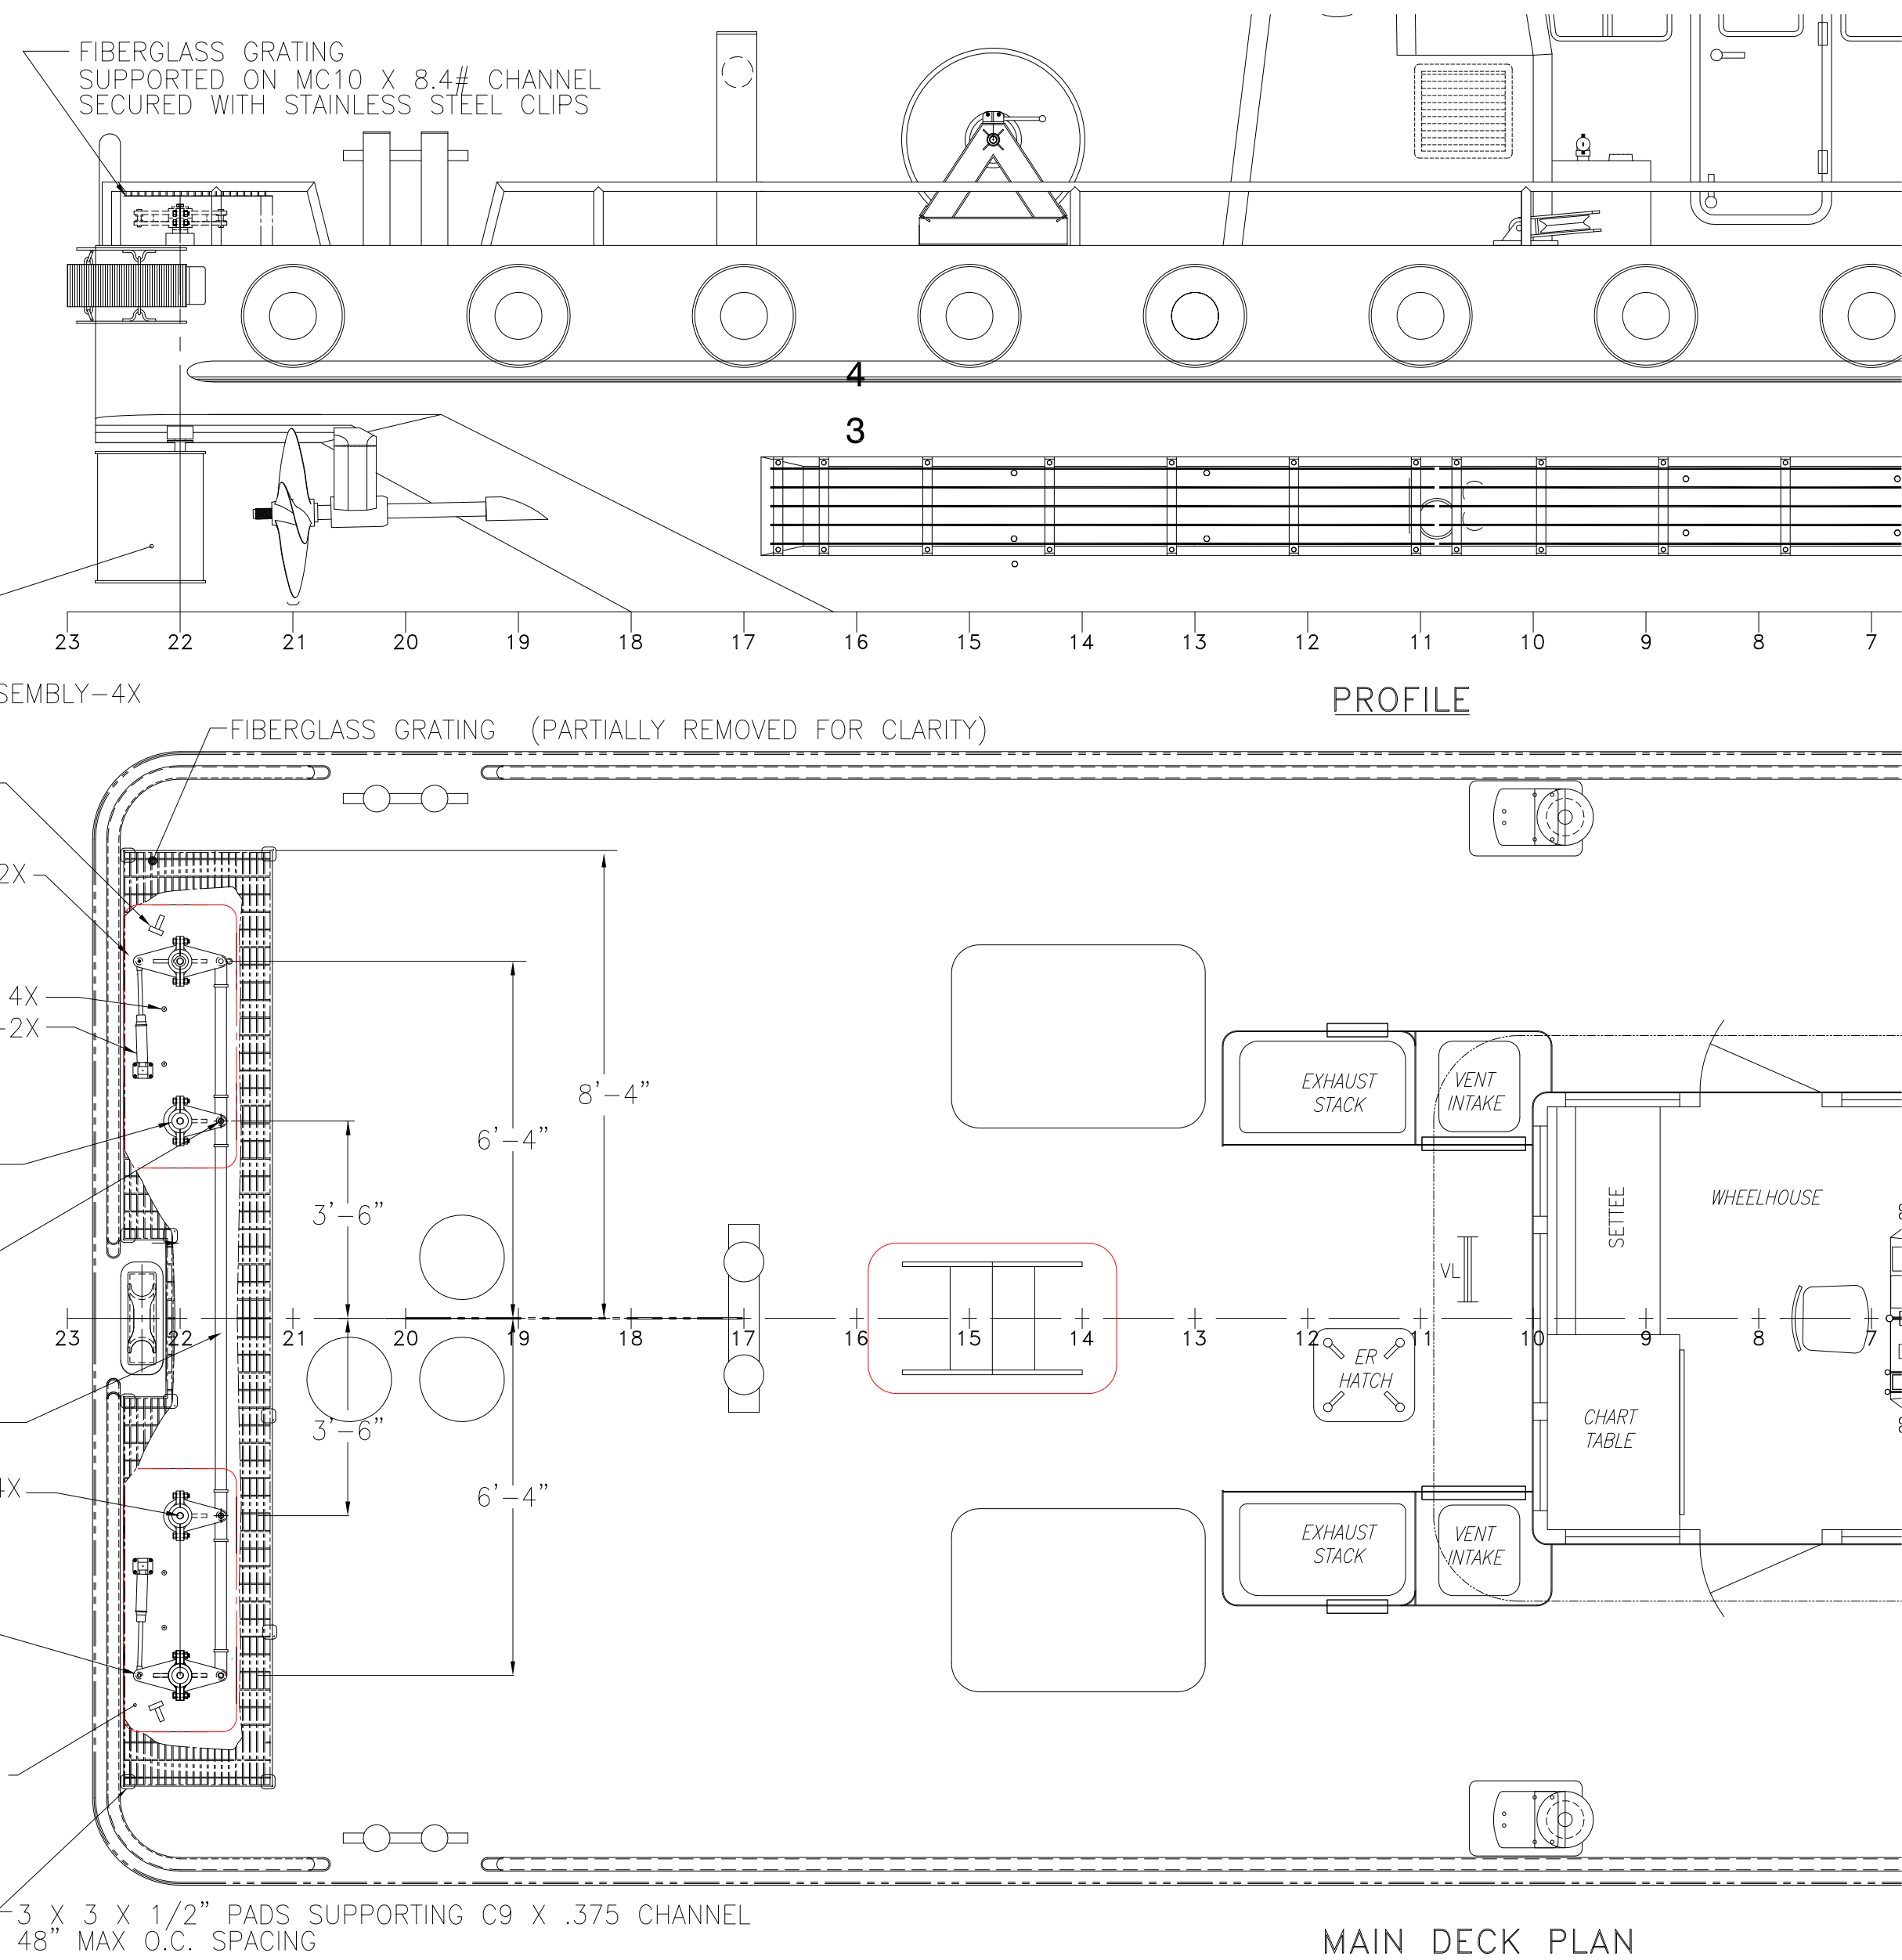 FIBERGLASS GRATING
SUPPORTED ON MC10 X 8.4# CHANNEL
SECURED WITH STAINLESS STEEL CLIPS
4
3
23 22 21 20 19 18 17 16 15 14 13 12 11 10 9 8 7
SEMBLY-4X
PROFILE
FIBERGLASS GRATING (PARTIALLY REMOVED FOR CLARITY)
2X
4X
-2X
8'-4"
EXHAUST
STACK
VENT
INTAKE
6'-4"
3'-6"
SETTEE
WHEELHOUSE
VL
23 22 21 20 19 18 17 16 15 14 13 12 11 10 9 8 7
ER
HATCH
3'-6"
CHART
TABLE
6'-4"
4X
EXHAUST
STACK
VENT
INTAKE
3 X 3 X 1/2" PADS SUPPORTING C9 X .375 CHANNEL
48" MAX O.C. SPACING
MAIN DECK PLAN